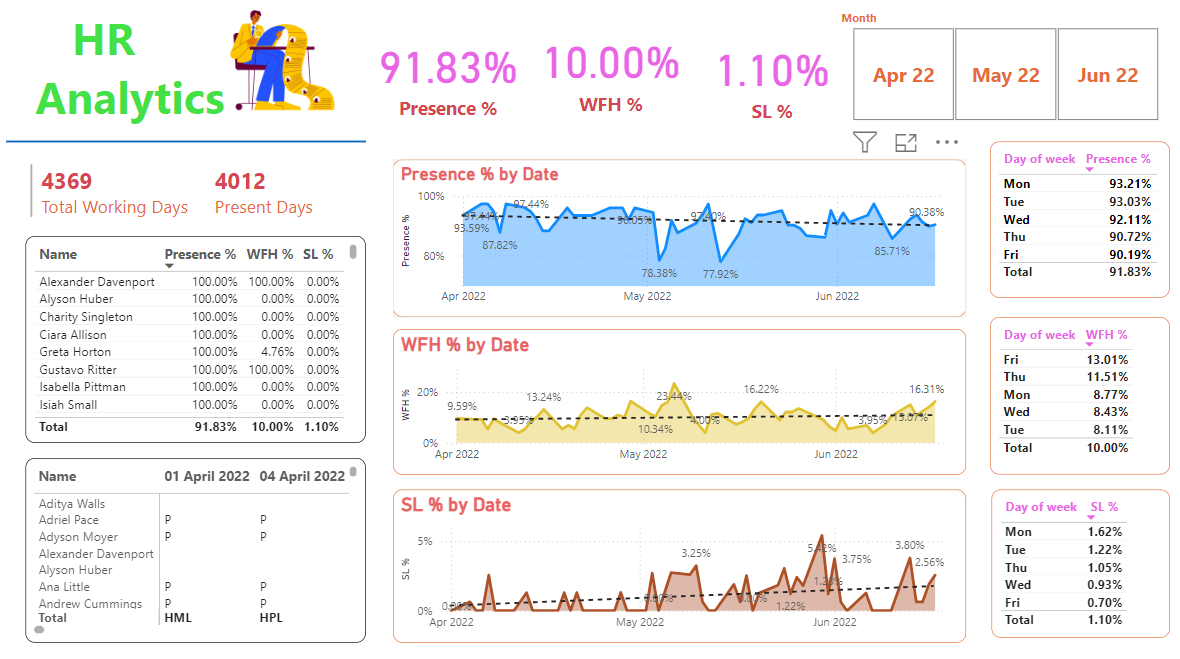 HR
Analytics
91.83%
Presence %
10.00%
WFH %
1.10%
SL %
Month
Apr 22
May 22
Jun 22
4369
Total Working Days
4012
Present Days
Name Presence % WFH % SL %
Alexander Davenport 100.00% 100.00% 0.00%
Alyson Huber 100.00% 0.00% 0.00%
Charity Singleton 100.00% 0.00% 0.00%
Ciara Allison 100.00% 0.00% 0.00%
Greta Horton 100.00% 4.76% 0.00%
Gustavo Ritter 100.00% 100.00% 0.00%
Isabella Pittman 100.00% 0.00% 0.00%
Isiah Small 100.00% 0.00% 0.00%
Total 91.83% 10.00% 1.10%
Name 01 April 2022 04 April 2022
Aditya Walls
Adriel Pace P P
Adyson Moyer P P
Alexander Davenport
Alyson Huber
Ana Little P P
Andrew Cummings P P
Total HML HPL
Presence % by Date
Presence %
100%
80%
97.44%
97.44%
93.59%
87.82%
96.05%
78.38%
97.40%
77.92%
85.71%
90.38%
Apr 2022 May 2022 Jun 2022
WFH % by Date
WFH %
20%
0%
9.59%
3.95%
13.24%
10.34%
23.44%
4.00%
16.22%
3.95%
16.31%
Apr 2022 May 2022 Jun 2022
SL % by Date
SL %
5%
0%
0.00%
0.00%
3.25%
0.00%
1.22%
5.42%
3.75%
3.80%
2.56%
Apr 2022 May 2022 Jun 2022
Day of week Presence %
Mon 93.21%
Tue 93.03%
Wed 92.11%
Thu 90.72%
Fri 90.19%
Total 91.83%
Day of week WFH %
Fri 13.01%
Thu 11.51%
Mon 8.77%
Wed 8.43%
Tue 8.11%
Total 10.00%
Day of week SL %
Mon 1.62%
Tue 1.22%
Thu 1.05%
Wed 0.93%
Fri 0.70%
Total 1.10%